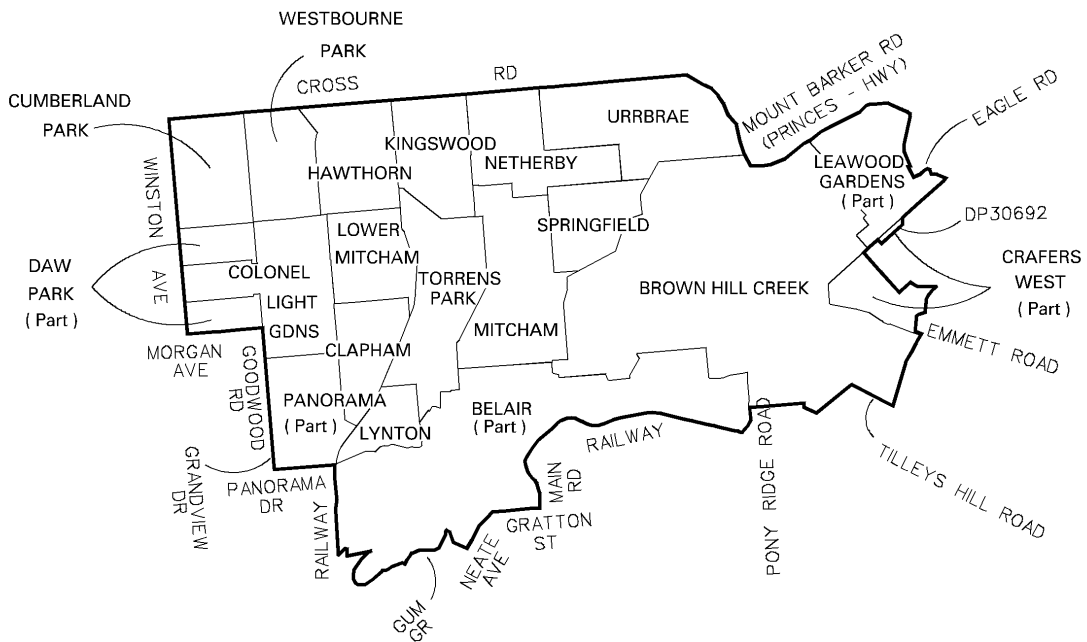 WESTBOURNE
PARK
CROSS RD
MOUNT BARKER RD
(PRINCES - HWY)
EAGLE RD
CUMBERLAND
PARK
URRBRAE
KINGSWOOD
NETHERBY
HAWTHORN
LEAWOOD
GARDENS
(Part)
WINSTON AVE
DP30692
LOWER
MITCHAM
SPRINGFIELD
DAW
PARK
(Part)
COLONEL
LIGHT
GDNS
TORRENS
PARK
BROWN HILL CREEK
CRAFERS
WEST
(Part)
MITCHAM
EMMETT ROAD
MORGAN
AVE
GOODWOOD
RD
CLAPHAM
PANORAMA
(Part)
LYNTON
BELAIR
(Part)
RAILWAY
PONY RIDGE ROAD
TILLEYS HILL ROAD
GRANDVIEW
DR
PANORAMA
DR
RAILWAY
MAIN
RD
GRATTON
ST
NEATE
AVE
GUM
GR